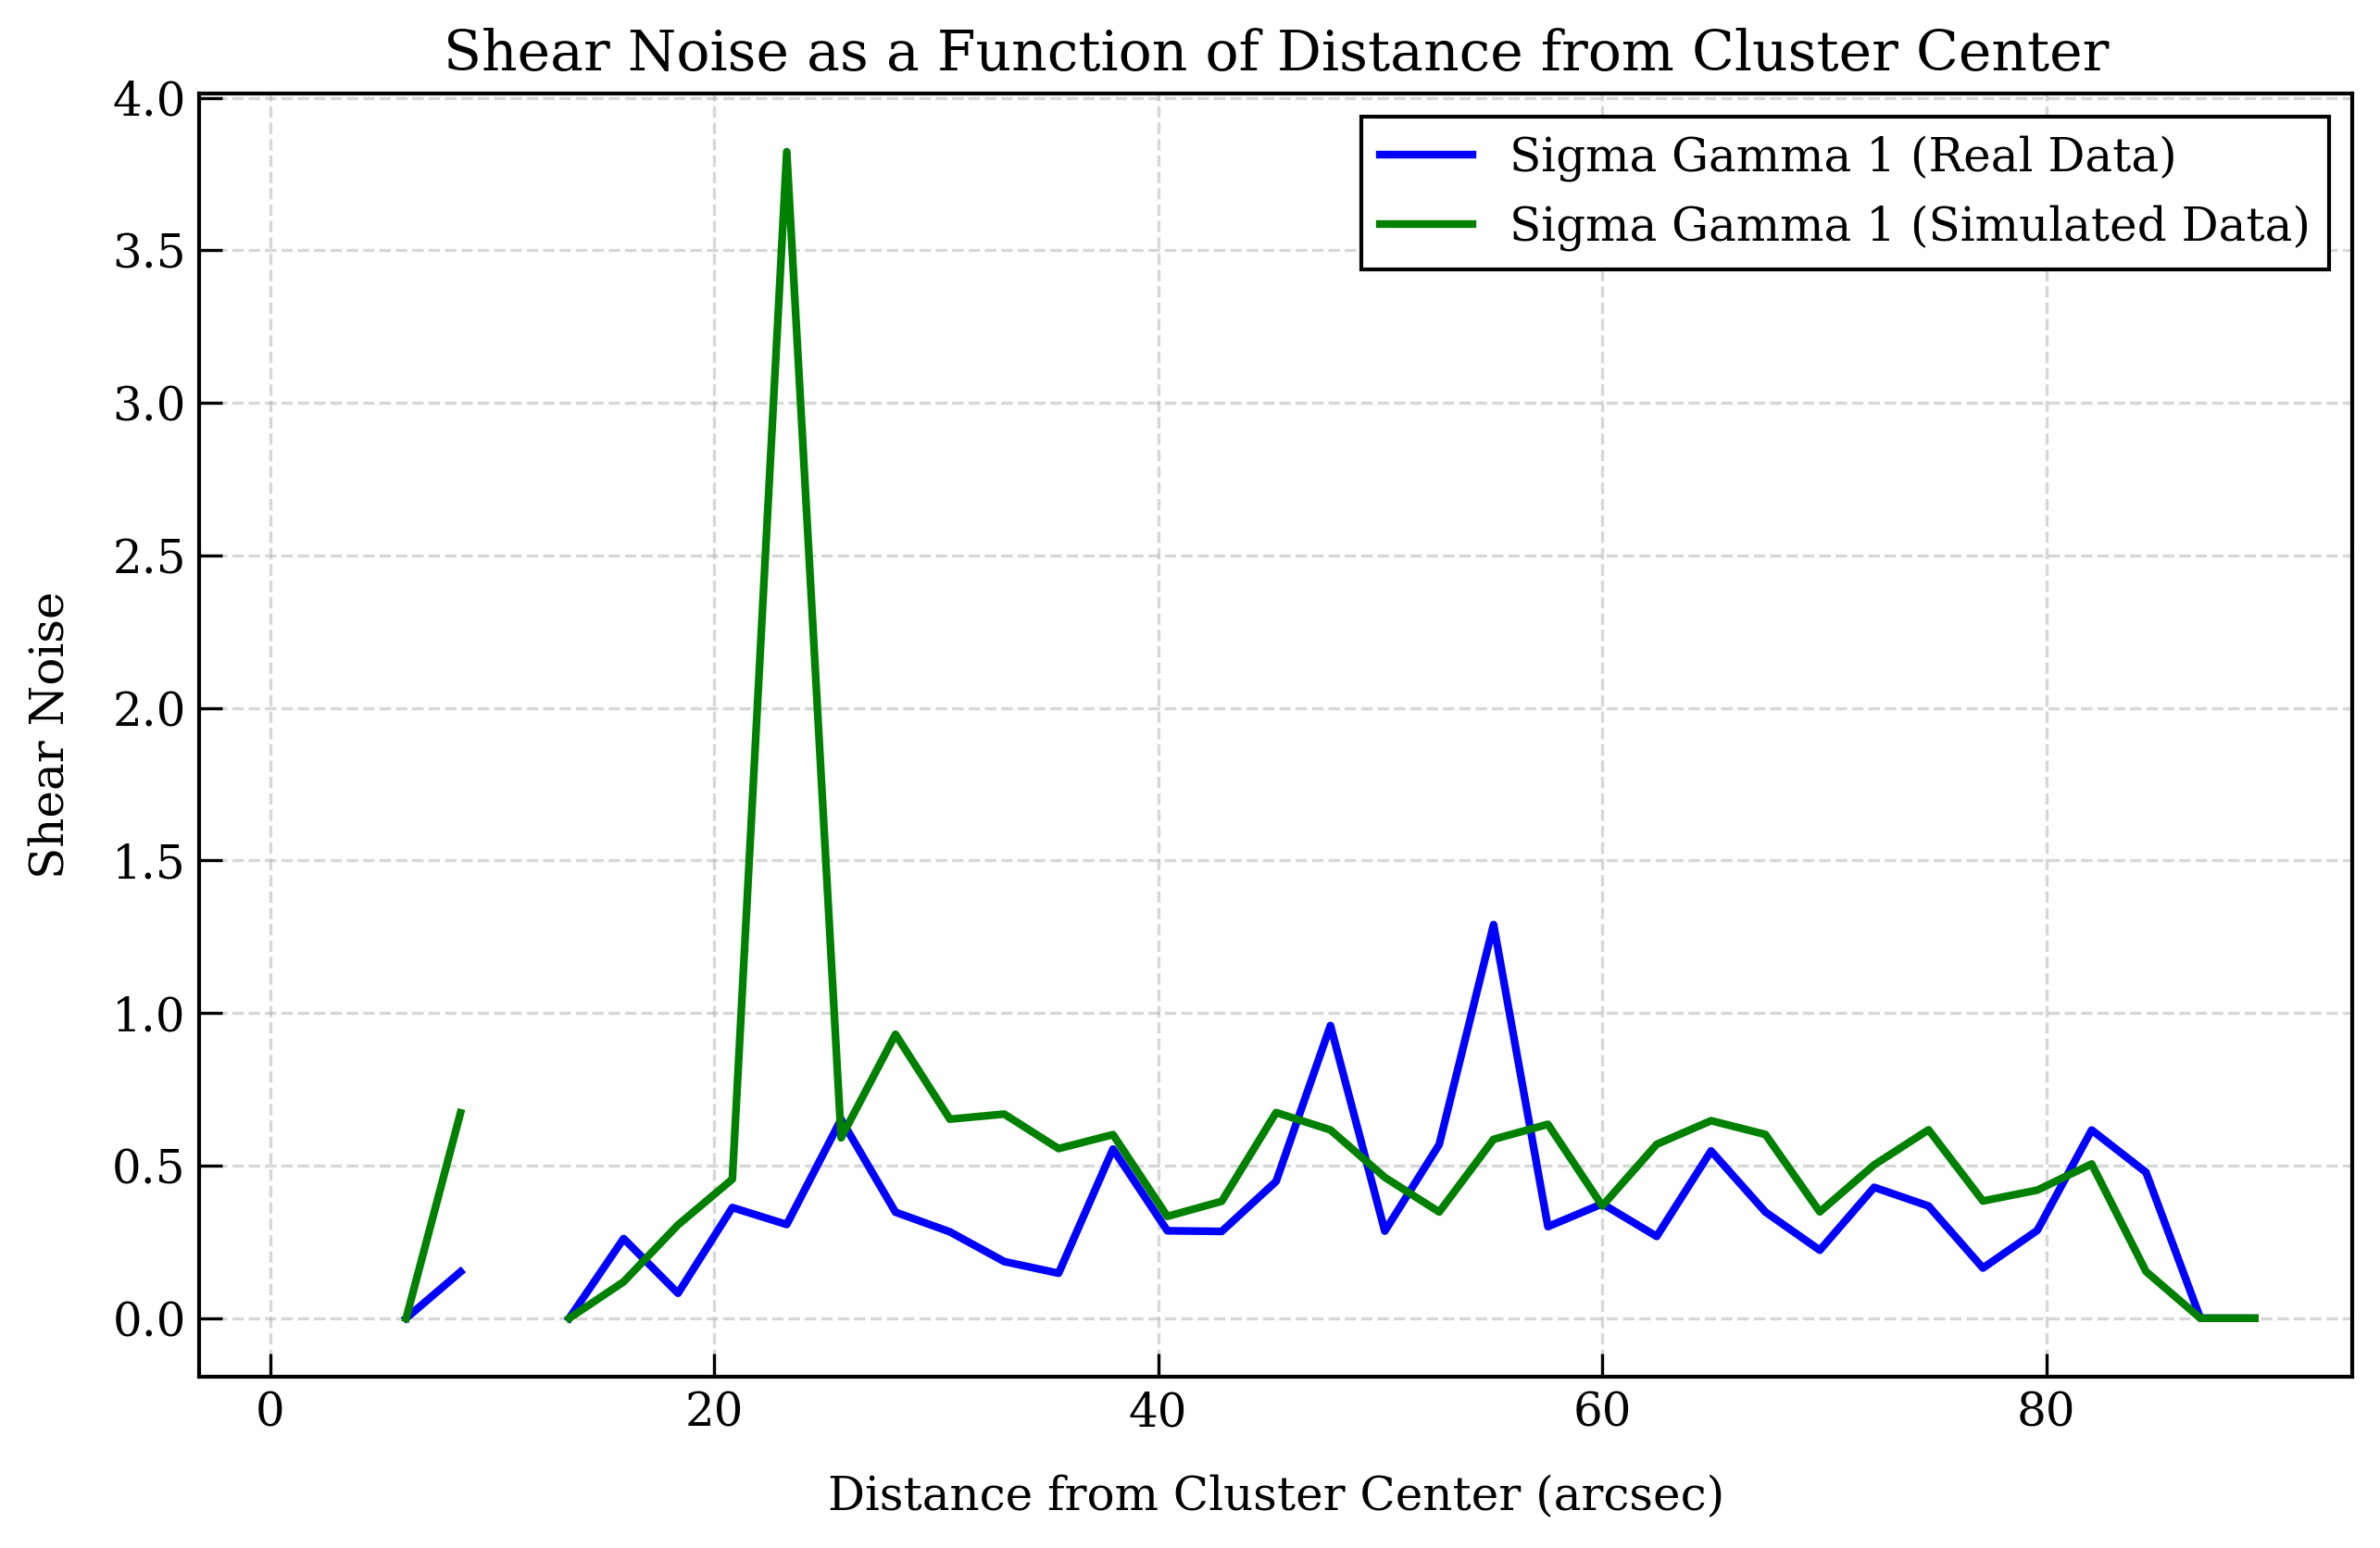 Shear Noise as a Function of Distance from Cluster Center
4.0
3.5
3.0
2.5
2.0
1.5
1.0
0.5
0.0
Shear Noise
Sigma Gamma 1 (Real Data)
Sigma Gamma 1 (Simulated Data)
0 20 40 60 80
Distance from Cluster Center (arcsec)